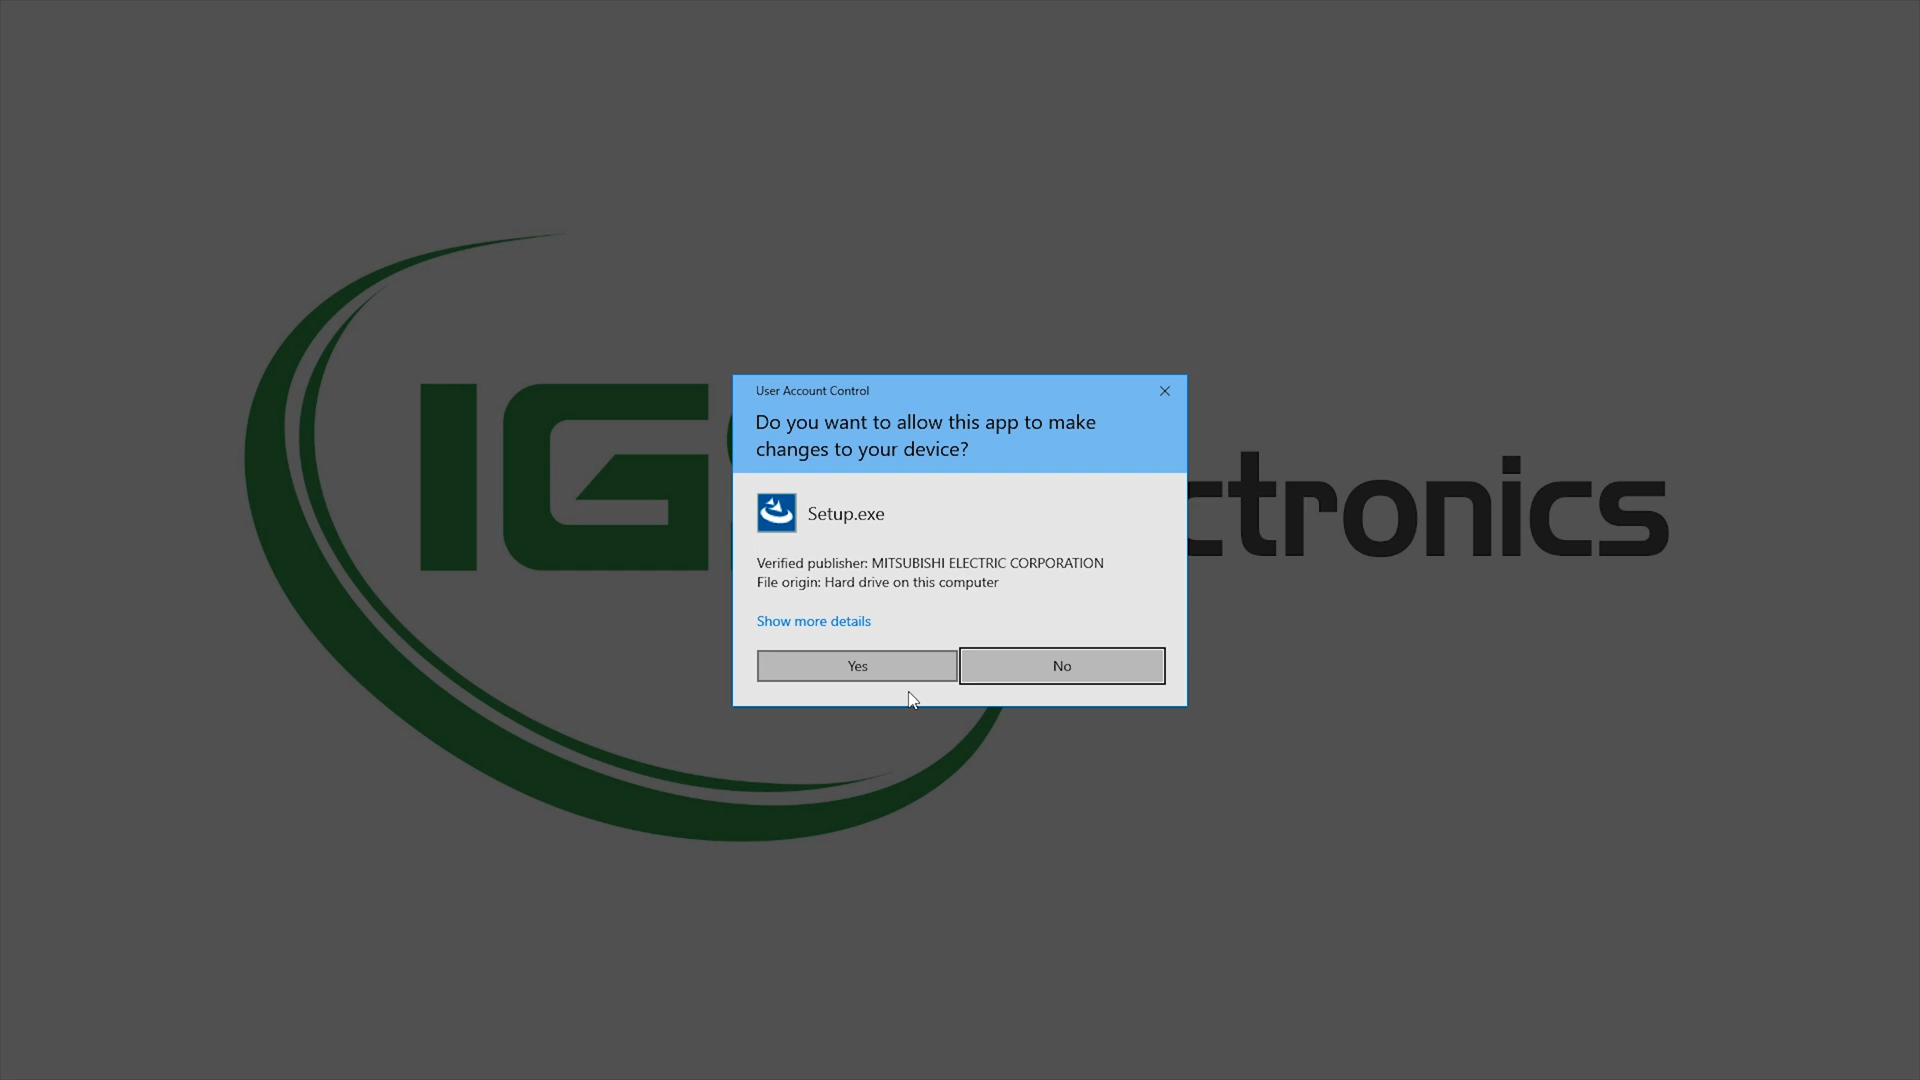 User Account Control
Do you want to allow this app to make
changes to your device?
Setup.exe
Verified publisher: MITSUBISHI ELECTRIC CORPORATION
File origin: Hard drive on this computer
Show more details
Yes No
IG
ctronics